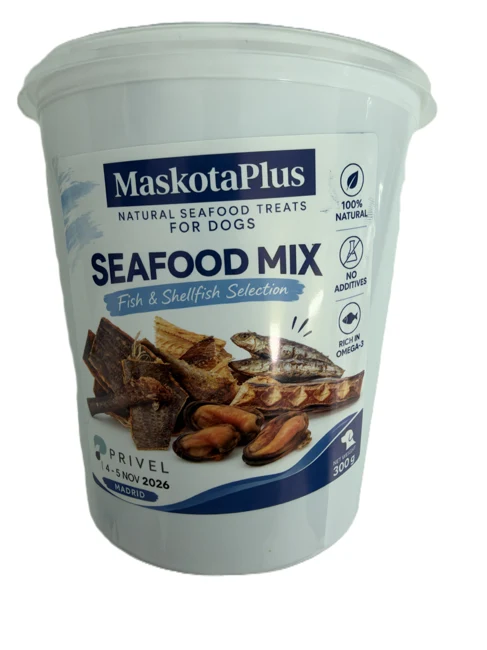 MaskotaPlus
NATURAL SEAFOOD TREATS
FOR DOGS
SEAFOOD MIX
Fish & Shellfish Selection
100%
NATURAL
NO
ADDITIVES
RICH IN
OMEGA-3
PRIVEL
4-5 NOV 2026
MADRID
300g